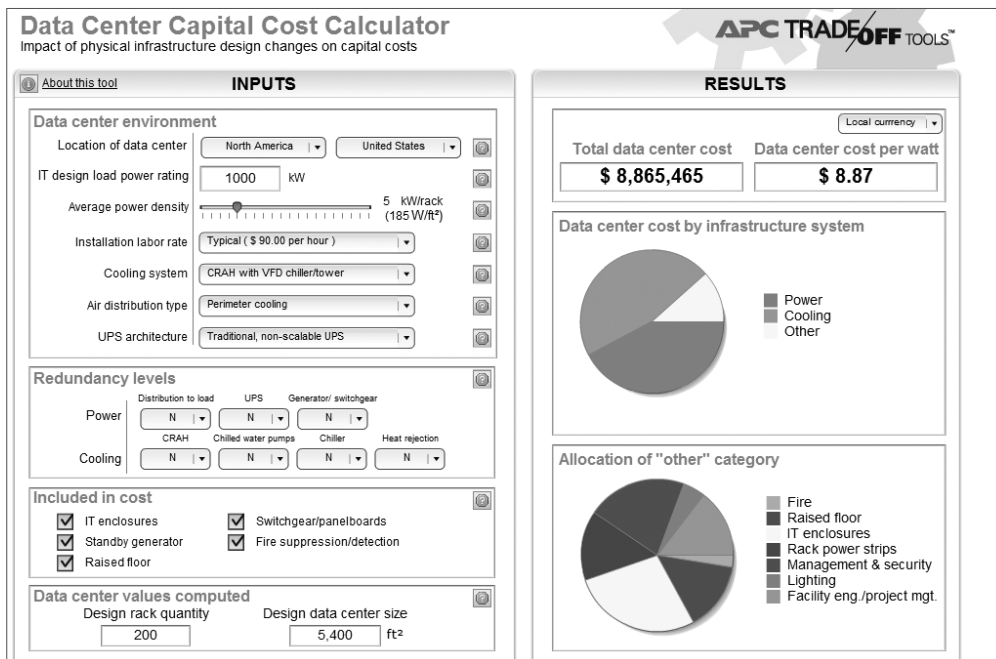 Data Center Capital Cost Calculator
Impact of physical infrastructure design changes on capital costs
APC TRADE/OFF TOOLS™
About this tool
INPUTS
Data center environment
Location of data center North America United States
IT design load power rating 1000 kW
Average power density 5 kW/rack
(185 W/ft²)
Installation labor rate Typical ( $ 90.00 per hour )
Cooling system CRAH with VFD chiller/tower
Air distribution type Perimeter cooling
UPS architecture Traditional, non-scalable UPS
Redundancy levels
Distribution to load UPS Generator/ switchgear
Power N N N
CRAH Chilled water pumps Chiller Heat rejection
Cooling N N N N
Included in cost
IT enclosures Switchgear/panelboards
Standby generator Fire suppression/detection
Raised floor
Data center values computed
Design rack quantity Design data center size
200 5,400 ft²
RESULTS
Local currrency
Total data center cost Data center cost per watt
$ 8,865,465 $ 8.87
Data center cost by infrastructure system
Power
Cooling
Other
Allocation of "other" category
Fire
Raised floor
IT enclosures
Rack power strips
Management & security
Lighting
Facility eng./project mgt.